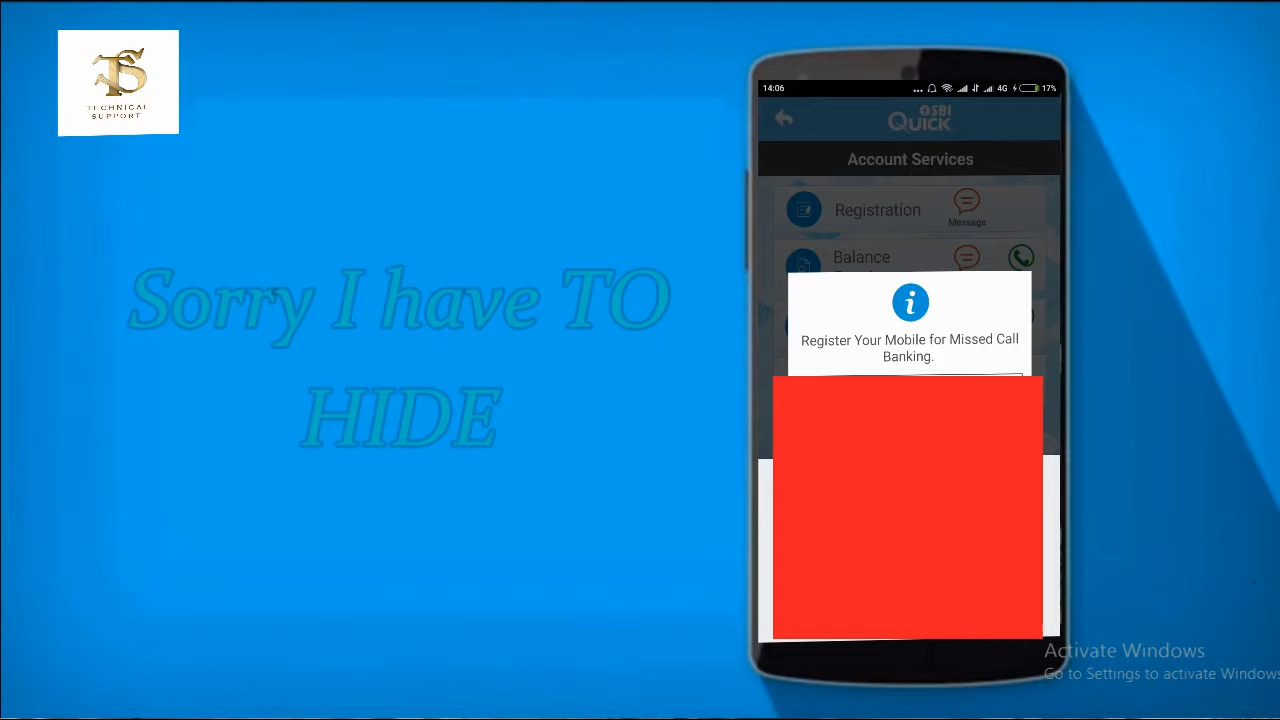 TS
TECHNICAL
SUPPORT
Sorry I have TO
HIDE
14:06
4G
17%
SBI
QUICK
Account Services
Registration
Message
Balance
i
Register Your Mobile for Missed Call
Banking.
Activate Windows
Go to Settings to activate Windows